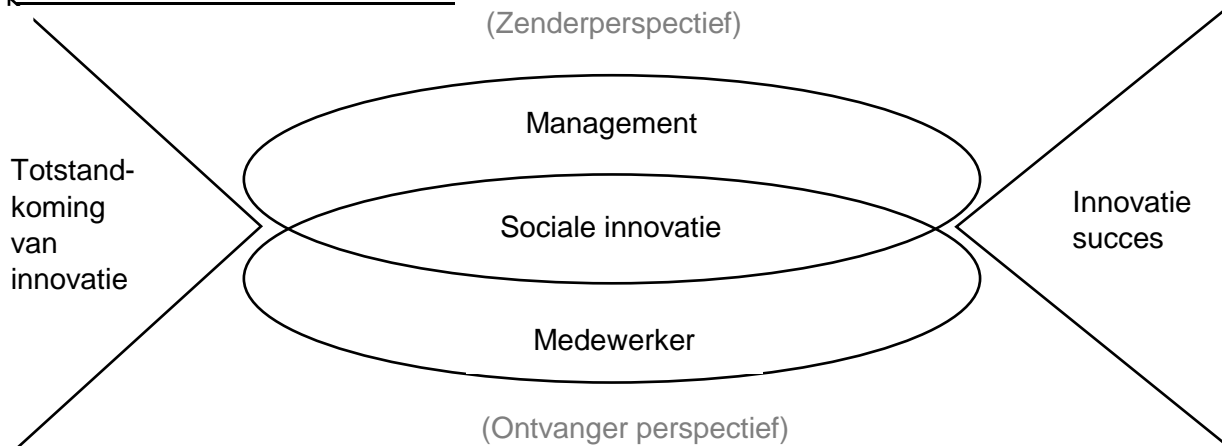 (Zenderperspectief)
Management
Totstand-
koming
van
innovatie
Sociale innovatie
Innovatie
succes
Medewerker
(Ontvanger perspectief)